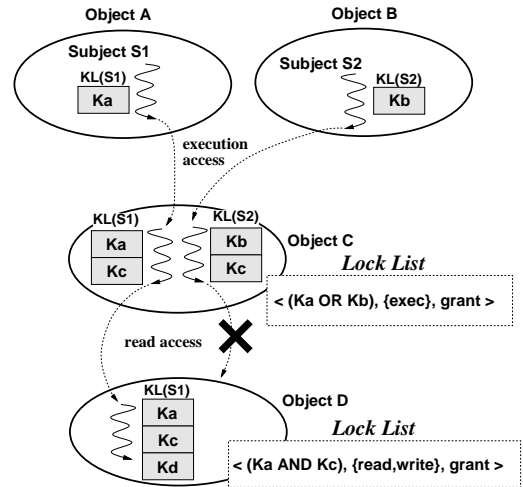 Object A
Object B
Subject S1
Subject S2
KL(S1)
Ka
KL(S2)
Kb
execution
access
KL(S1)
Ka
Kc
KL(S2)
Kb
Kc
Object C
Lock List
< (Ka OR Kb), {exec}, grant >
read access
KL(S1)
Ka
Kc
Kd
Object D
Lock List
< (Ka AND Kc), {read,write}, grant >